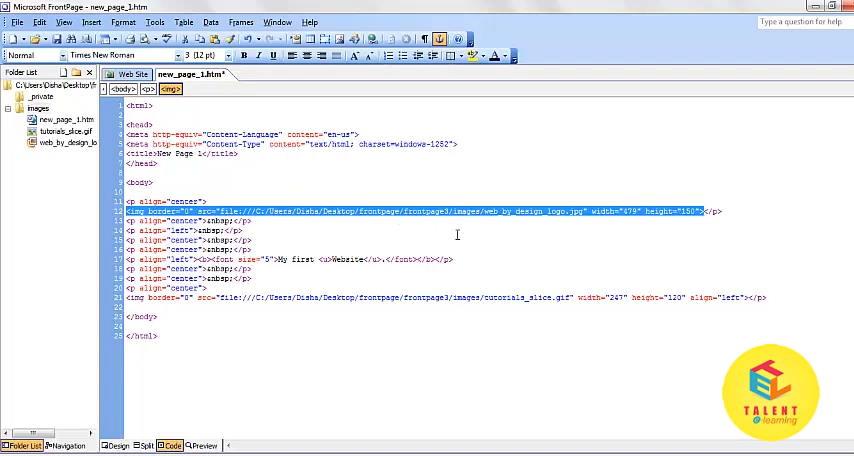 Microsoft FrontPage - new_page_1.htm
File Edit View Insert Format Tools Table Data Frames Window Help
Type a question for help
Normal Times New Roman 3 (12 pt) B I U A A
Folder List
Web Site new_page_1.htm*
C:\Users\Disha\Desktop\fr
<body> <p> <img>
_private
images
new_page_1.htm
tutorials_slice.gif
web_by_design_lo
1 <html>
2
3 <head>
4 <meta http-equiv="Content-Language" content="en-us">
5 <meta http-equiv="Content-Type" content="text/html; charset=windows-1252">
6 <title>New Page 1</title>
7 </head>
8
9 <body>
10
11 <p align="center">
12 <img border="0" src="file:///C:/Users/Disha/Desktop/frontpage/frontpage3/images/web_by_design_logo.jpg" width="479" height="150"></p>
13 <p align="center">&nbsp;</p>
14 <p align="left">&nbsp;</p>
15 <p align="center">&nbsp;</p>
16 <p align="center">&nbsp;</p>
17 <p align="left"><b><font size="5">My first <u>Website</u>.</font></b></p>
18 <p align="center">&nbsp;</p>
19 <p align="center">&nbsp;</p>
20 <p align="center">
21 <img border="0" src="file:///C:/Users/Disha/Desktop/frontpage/frontpage3/images/tutorials_slice.gif" width="247" height="120" align="left"></p>
22
23 </body>
24
25 </html>
TEL
TALENT
e-learning
Folder List Navigation
Design Split Code Preview